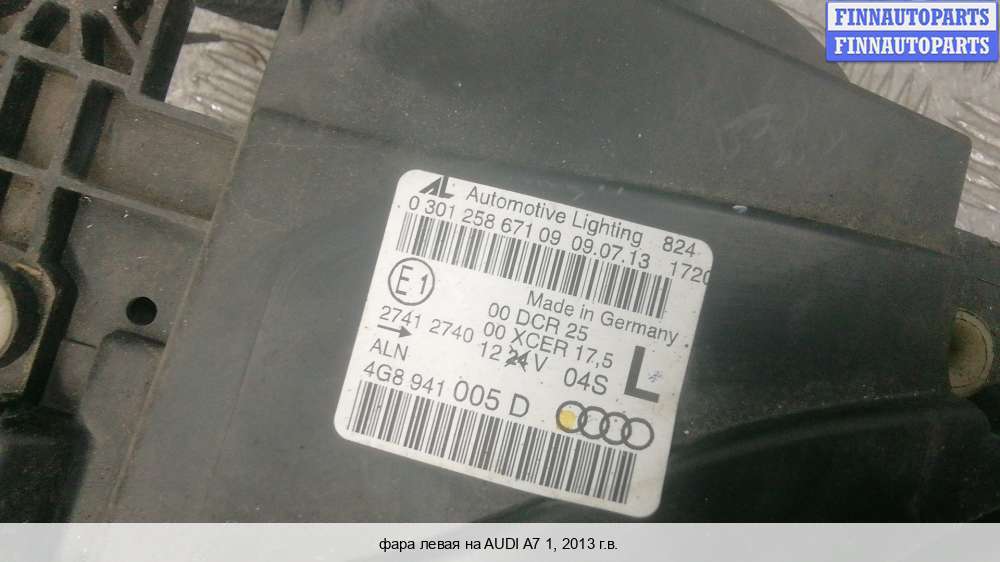 FINNAUTOPARTS
FINNAUTOPARTS
AL Automotive Lighting 824
0 301 258 671 09 09.07.13 1720
E1
Made in Germany
00 DCR 25
2741 2740 00 XCER 17,5
ALN 12 24 V 04S L
4G8 941 005 D
фара левая на AUDI A7 1, 2013 г.в.